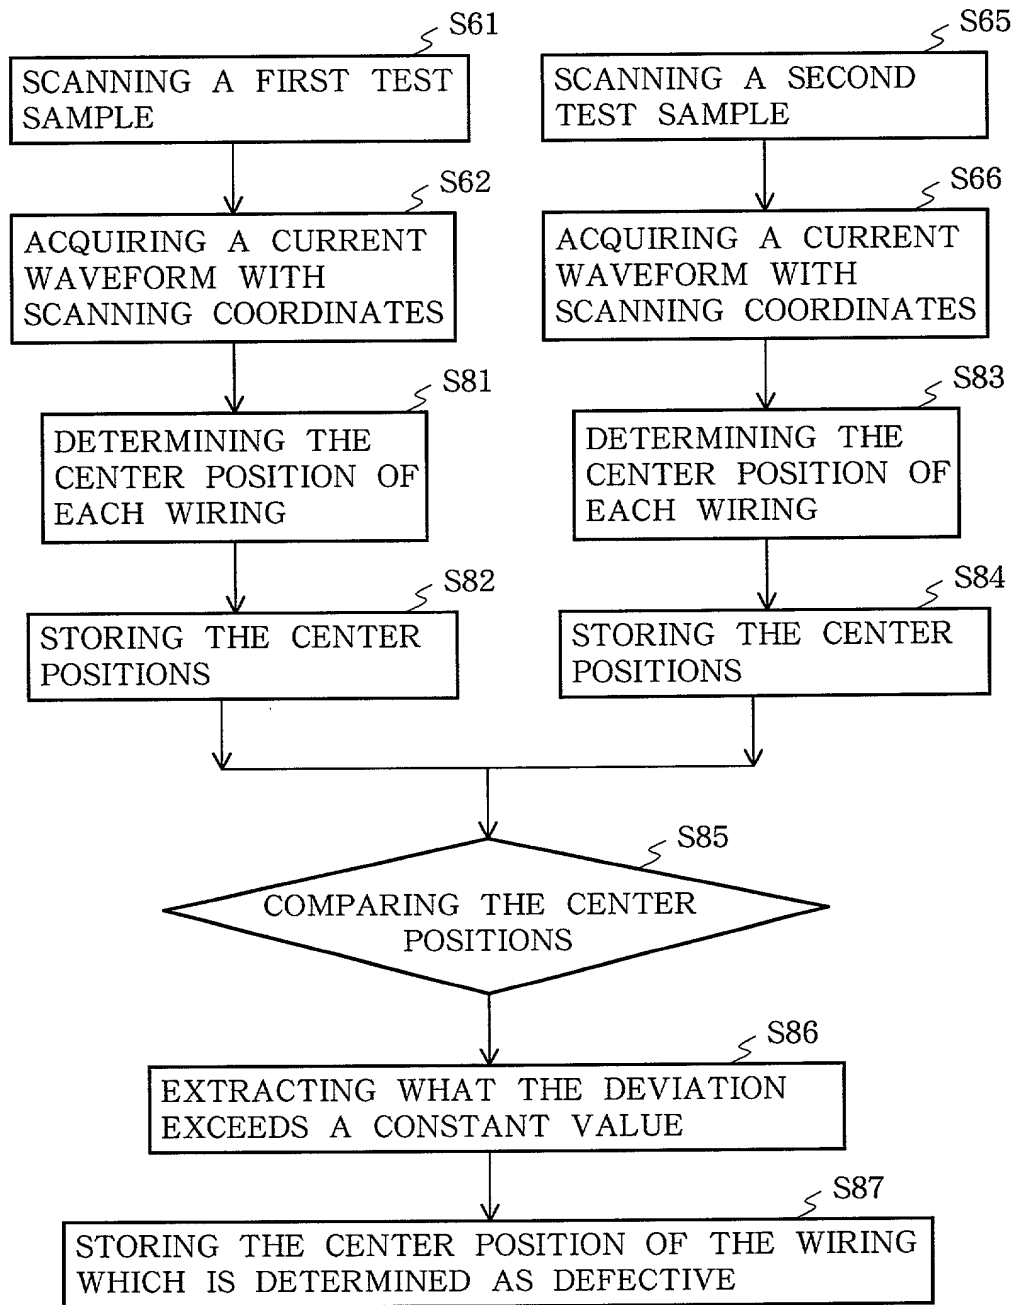 S61
SCANNING A FIRST TEST
SAMPLE
S62
ACQUIRING A CURRENT
WAVEFORM WITH
SCANNING COORDINATES
S81
DETERMINING THE
CENTER POSITION OF
EACH WIRING
S82
STORING THE CENTER
POSITIONS
S65
SCANNING A SECOND
TEST SAMPLE
S66
ACQUIRING A CURRENT
WAVEFORM WITH
SCANNING COORDINATES
S83
DETERMINING THE
CENTER POSITION OF
EACH WIRING
S84
STORING THE CENTER
POSITIONS
S85
COMPARING THE CENTER
POSITIONS
S86
EXTRACTING WHAT THE DEVIATION
EXCEEDS A CONSTANT VALUE
S87
STORING THE CENTER POSITION OF THE WIRING
WHICH IS DETERMINED AS DEFECTIVE